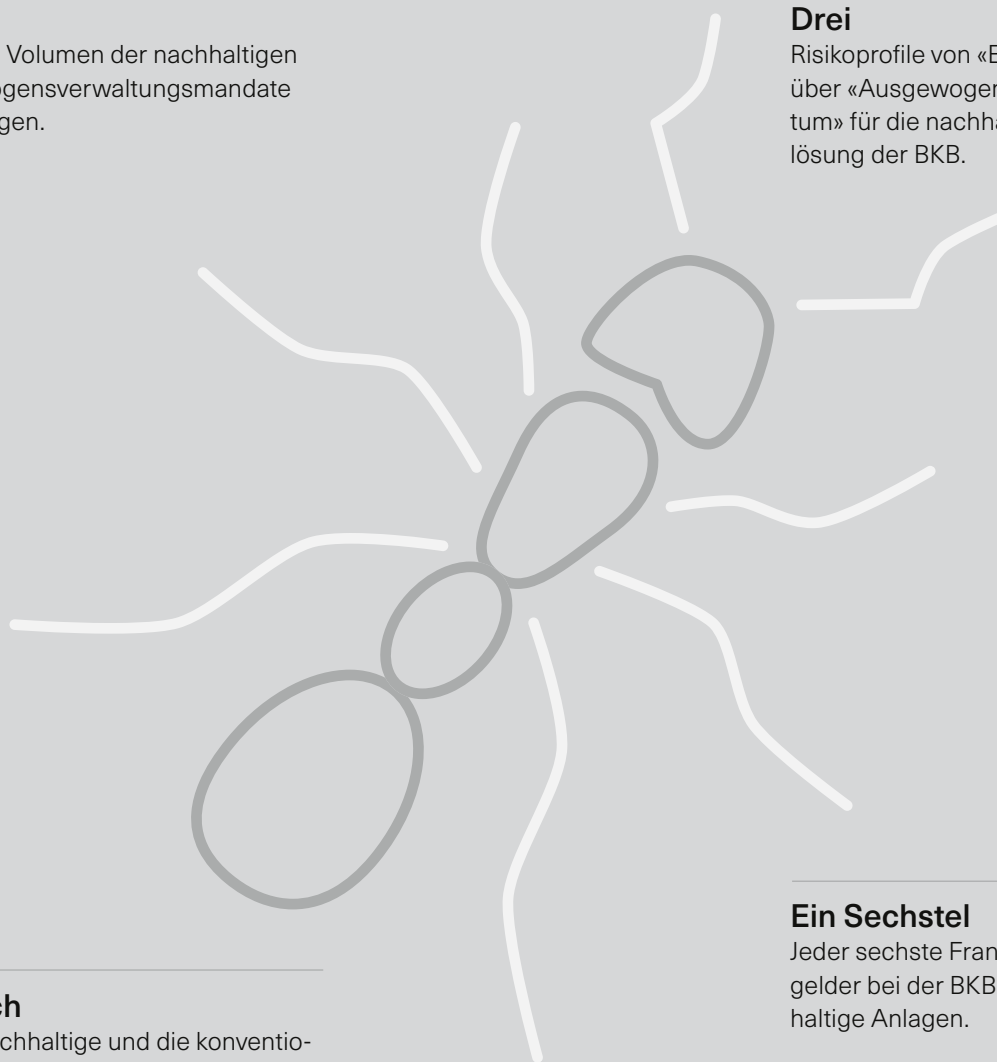 Volumen der nachhaltigen
ogensverwaltungsmandate
gen.
Drei
Risikoprofile von «E
über «Ausgewogen
tum» für die nachha
lösung der BKB.
Ein Sechstel
Jeder sechste Fran
gelder bei der BKB
haltige Anlagen.
ch
chhaltige und die konventio-